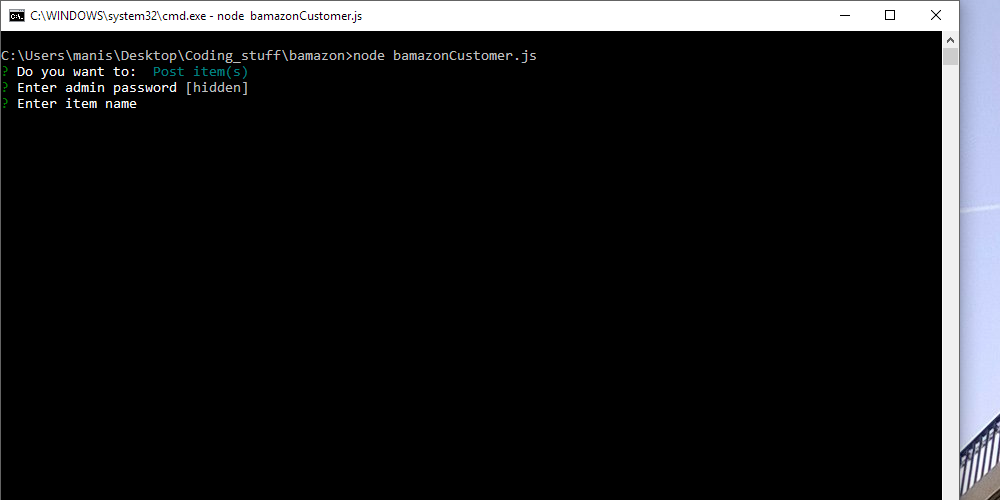 C:\WINDOWS\system32\cmd.exe - node  bamazonCustomer.js
C:\Users\manis\Desktop\Coding_stuff\bamazon>node bamazonCustomer.js
? Do you want to:  Post item(s)
? Enter admin password [hidden]
? Enter item name